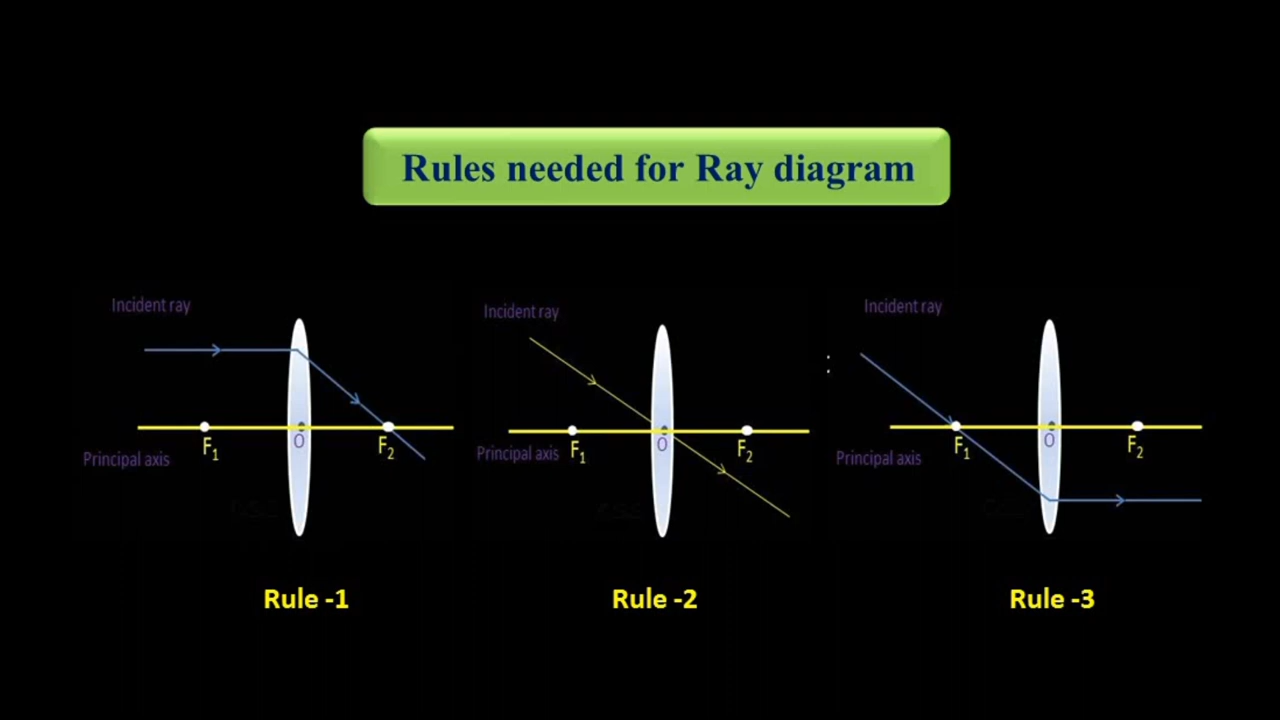 Rules needed for Ray diagram
Incident ray
F₁
O
F₂
Principal axis
Rule -1
Incident ray
F₁
O
F₂
Principal axis
Rule -2
:
Incident ray
F₁
O
F₂
Principal axis
Rule -3